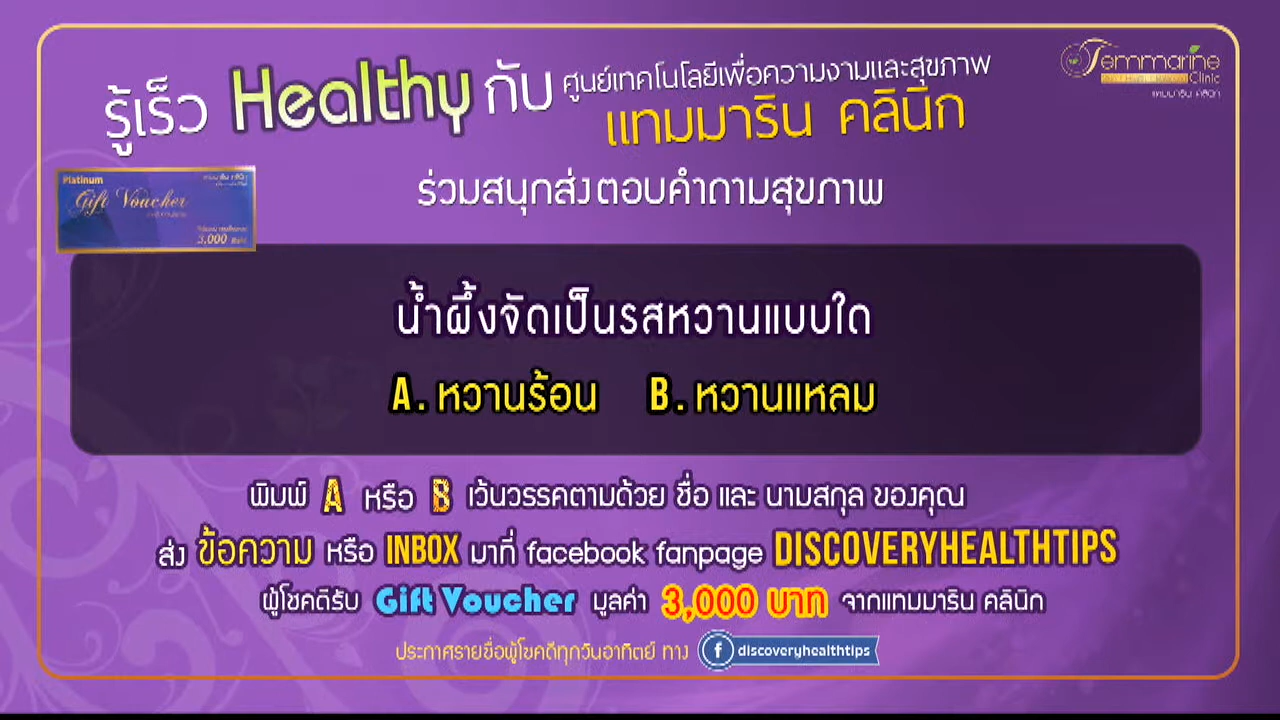 รู้เร็ว Healthy กับ ศูนย์เทคโนโลยีเพื่อความงามและสุขภาพ
แทมมาริน คลินิก
Temmarine
Clinic
แทมมาริน คลินิก
Platinum
Gift Voucher
3,000
ร่วมสนุกส่งตอบคำถามสุขภาพ
น้ำผึ้งจัดเป็นรสหวานแบบใด
A. หวานร้อน B. หวานแหลม
พิมพ์ A หรือ B เว้นวรรคตามด้วย ชื่อ และ นามสกุล ของคุณ
ส่ง ข้อความ หรือ INBOX มาที่ facebook fanpage DISCOVERYHEALTHTIPS
ผู้โชคดีรับ Gift Voucher มูลค่า 3,000 บาท จากแทมมาริน คลินิก
ประกาศรายชื่อผู้โชคดีทุกวันอาทิตย์ ทาง f discoveryhealthtips